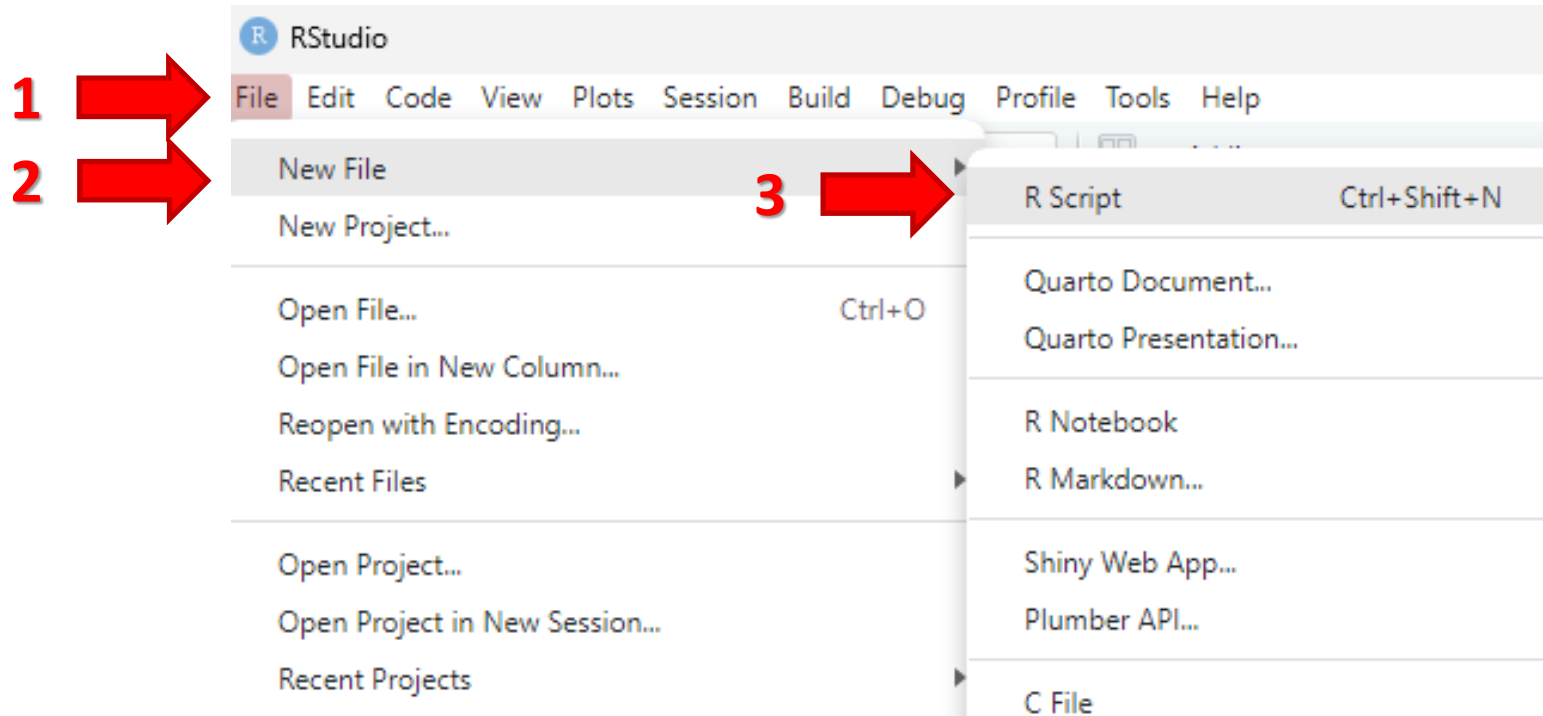 RStudio
1 File Edit Code View Plots Session Build Debug Profile Tools Help
2 New File
New Project...
Open File... Ctrl+O
Open File in New Column...
Reopen with Encoding...
Recent Files
Open Project...
Open Project in New Session...
Recent Projects
3 R Script Ctrl+Shift+N
Quarto Document...
Quarto Presentation...
R Notebook
R Markdown...
Shiny Web App...
Plumber API...
C File